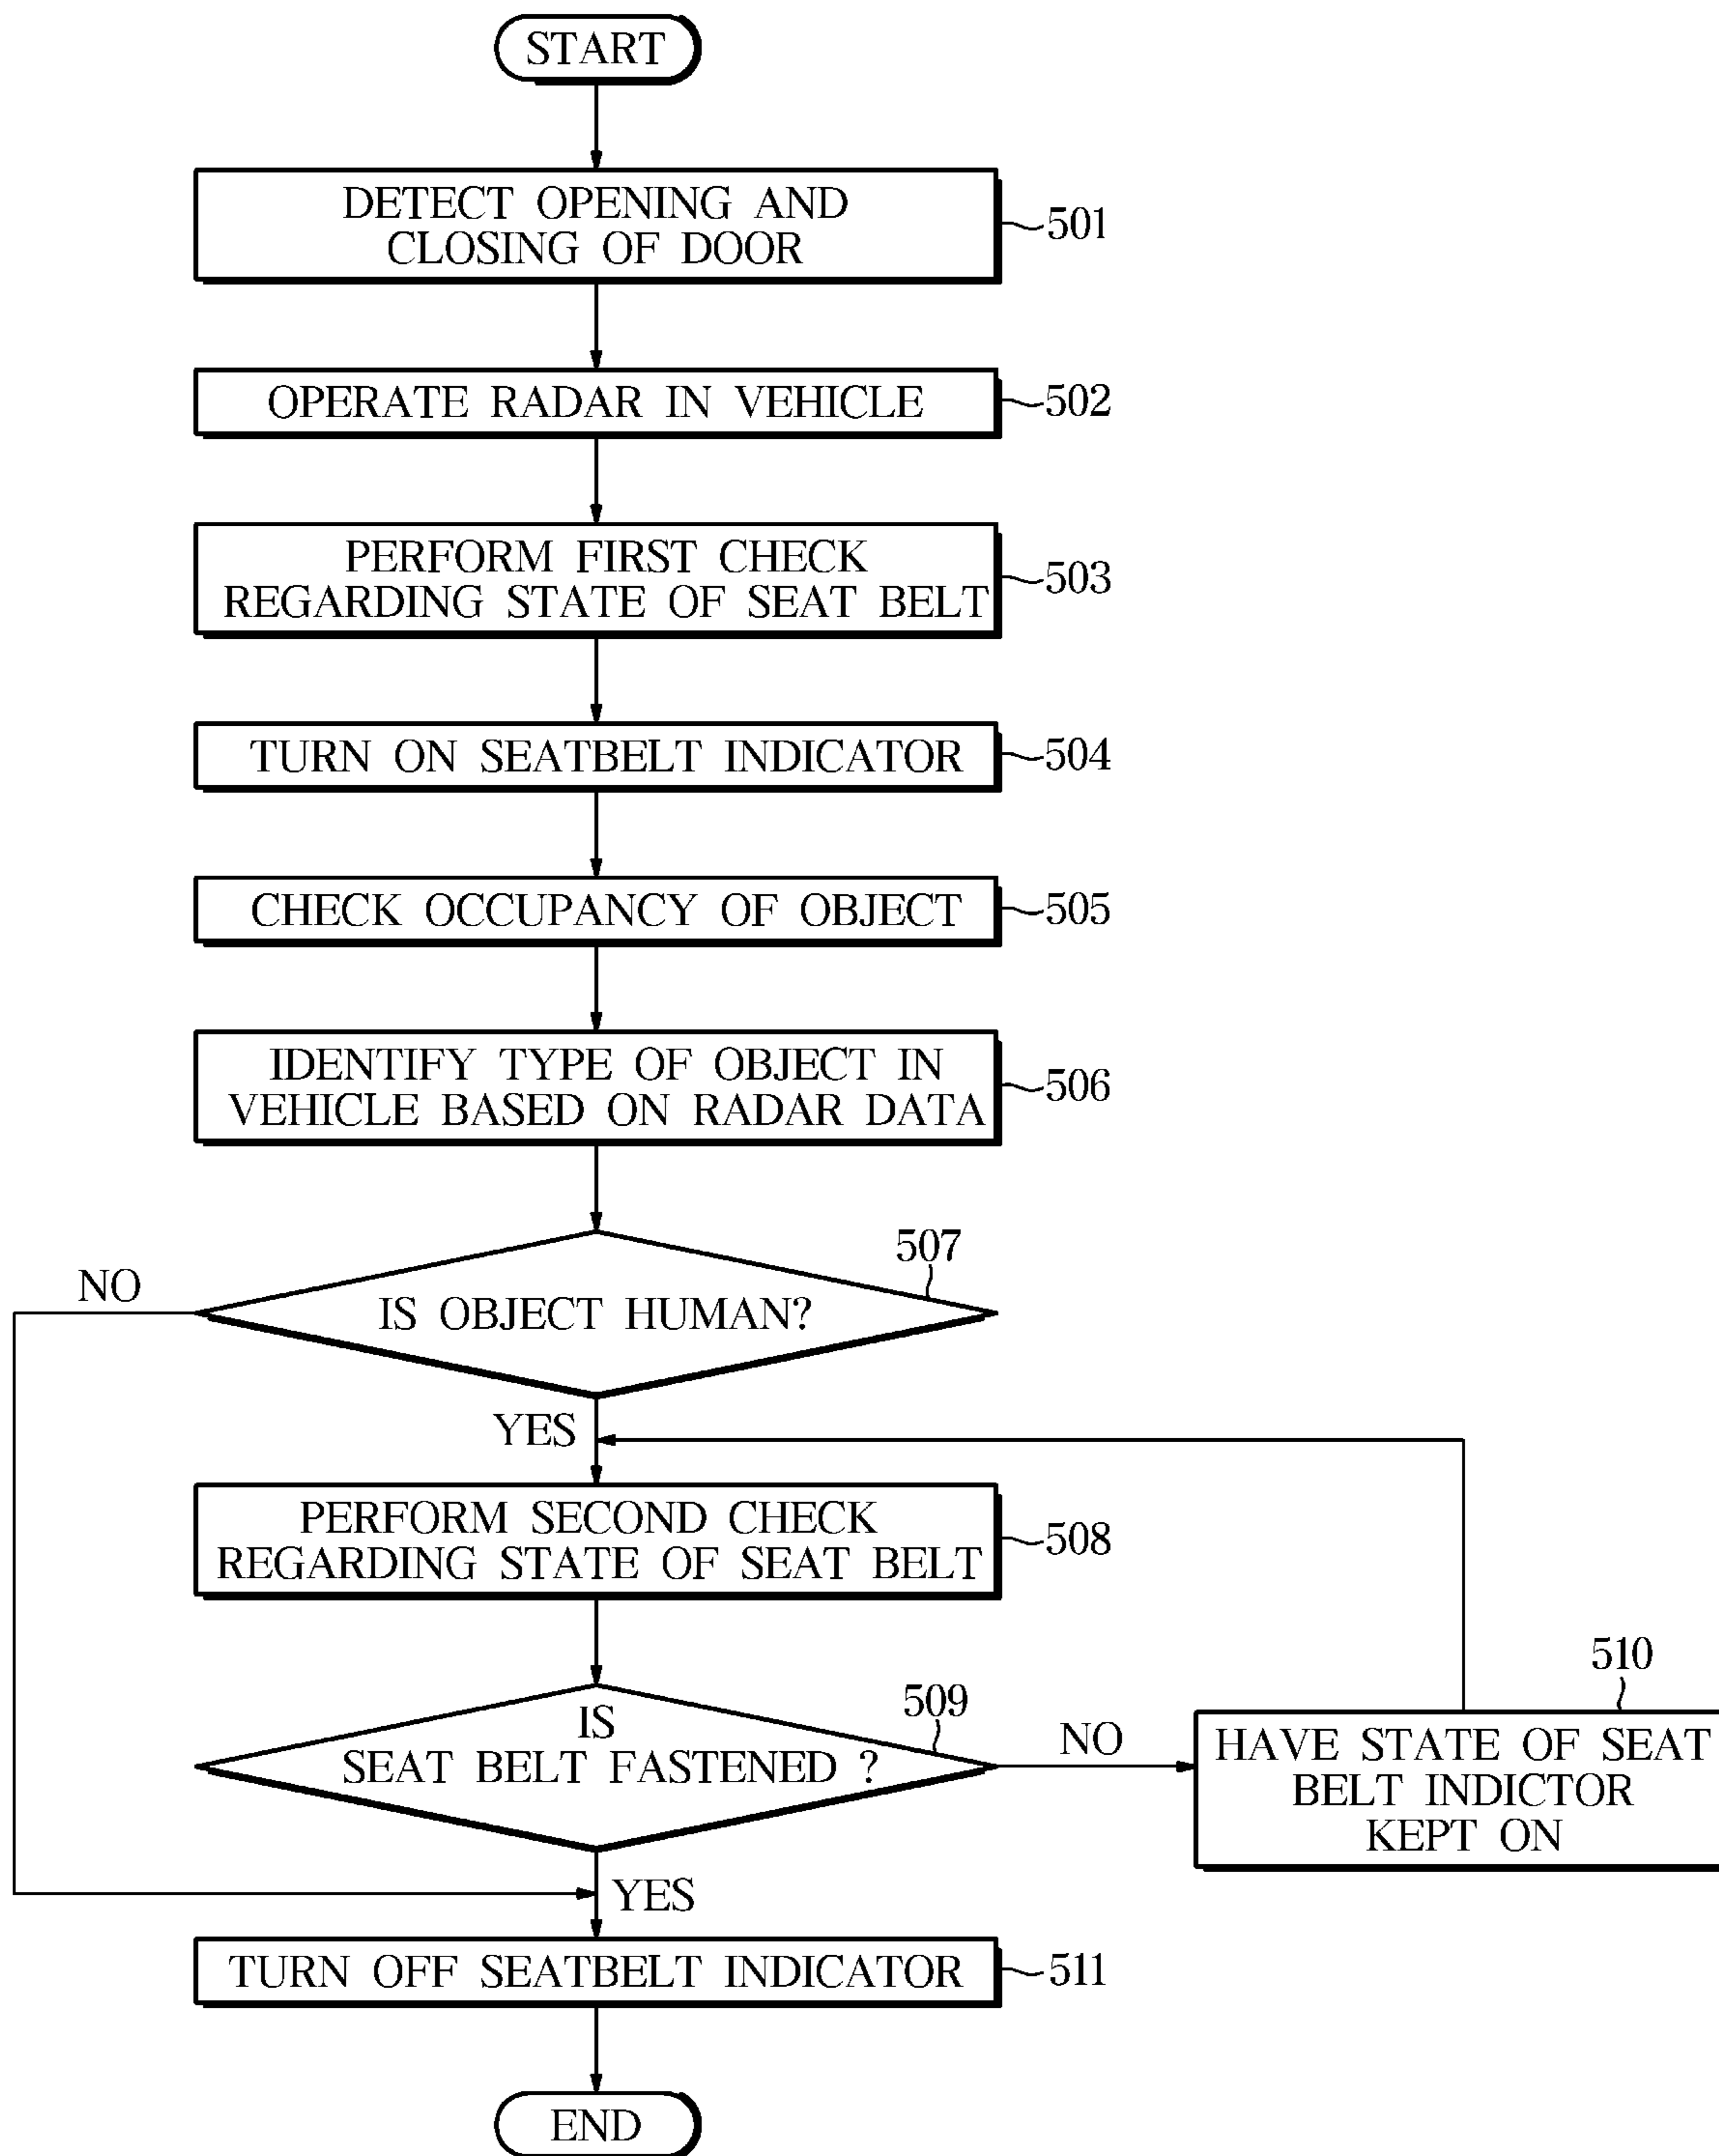 START
DETECT OPENING AND
CLOSING OF DOOR
501
OPERATE RADAR IN VEHICLE
502
PERFORM FIRST CHECK
REGARDING STATE OF SEAT BELT
503
TURN ON SEATBELT INDICATOR
504
CHECK OCCUPANCY OF OBJECT
505
IDENTIFY TYPE OF OBJECT IN
VEHICLE BASED ON RADAR DATA
506
507
NO
IS OBJECT HUMAN?
YES
PERFORM SECOND CHECK
REGARDING STATE OF SEAT BELT
508
509
IS
SEAT BELT FASTENED ?
NO
510
HAVE STATE OF SEAT
BELT INDICTOR
KEPT ON
YES
TURN OFF SEATBELT INDICATOR
511
END